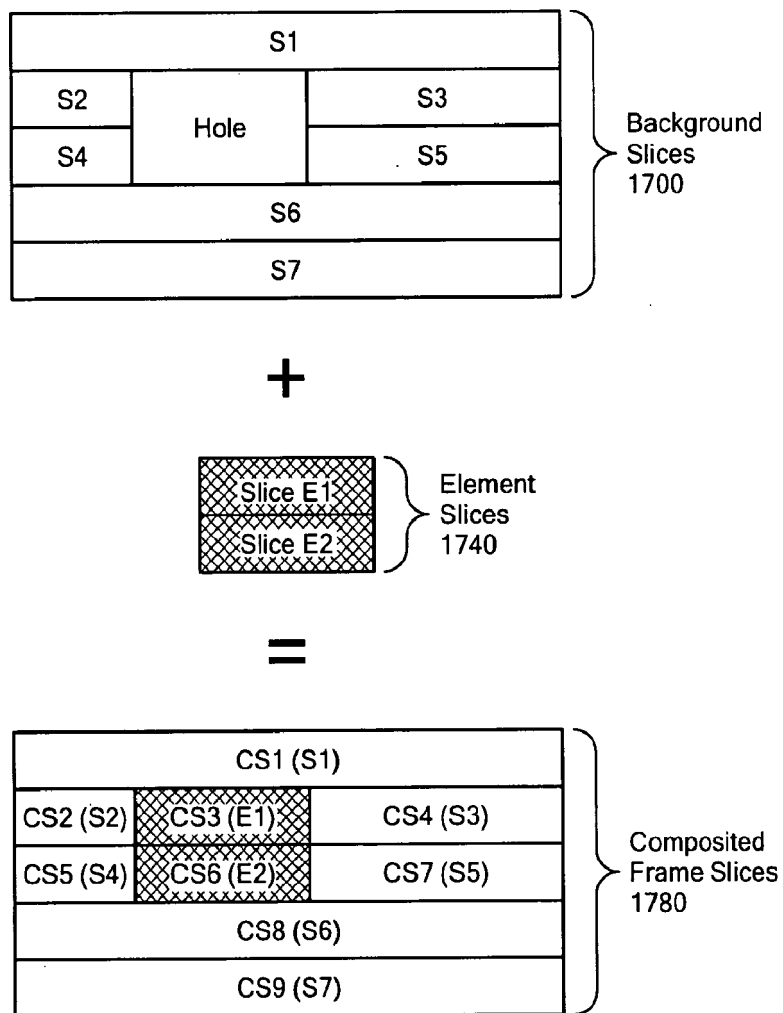 S1
S2
Hole
S3
S4
S5
S6
S7
Background
Slices
1700
+
Slice E1
Slice E2
Element
Slices
1740
=
CS1 (S1)
CS2 (S2)
CS3 (E1)
CS4 (S3)
CS5 (S4)
CS6 (E2)
CS7 (S5)
CS8 (S6)
CS9 (S7)
Composited
Frame Slices
1780